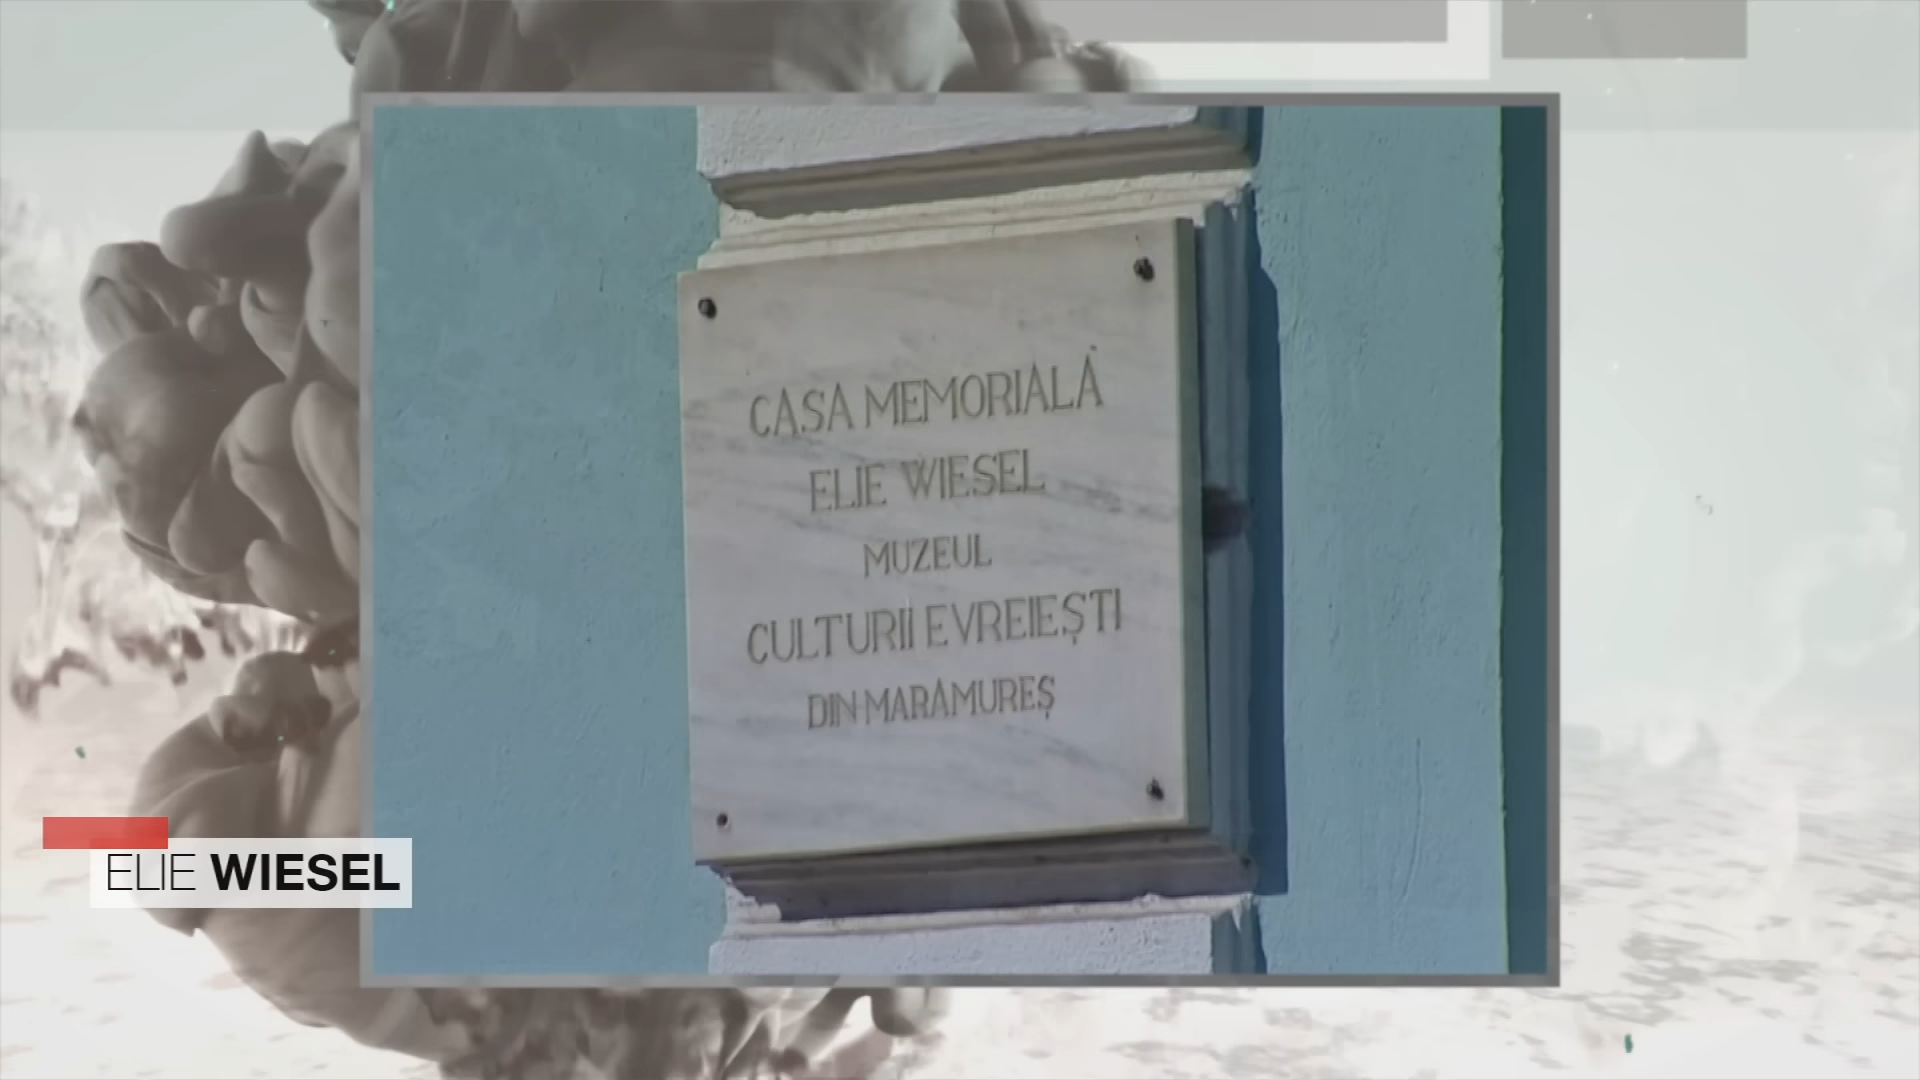 CASA MEMORIALĂ
ELIE WIESEL
MUZEUL
CULTURII EVREIEȘTI
DIN MARAMUREȘ
ELIE WIESEL